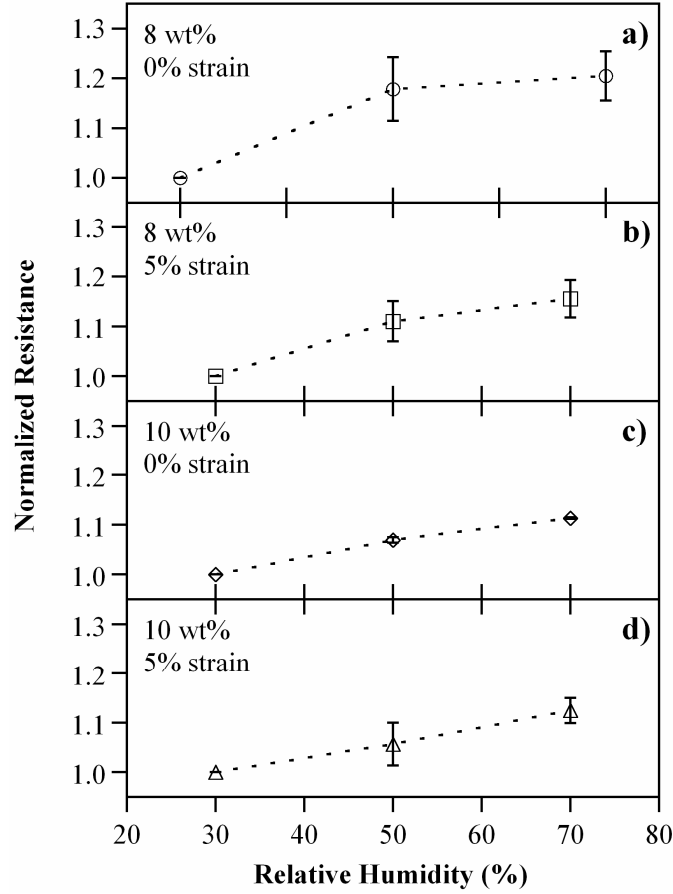 Normalized Resistance
8 wt%
0% strain
a)
1.3
1.2
1.1
1.0
8 wt%
5% strain
b)
1.3
1.2
1.1
1.0
10 wt%
0% strain
c)
1.3
1.2
1.1
1.0
10 wt%
5% strain
d)
1.3
1.2
1.1
1.0
20 30 40 50 60 70 80
Relative Humidity (%)